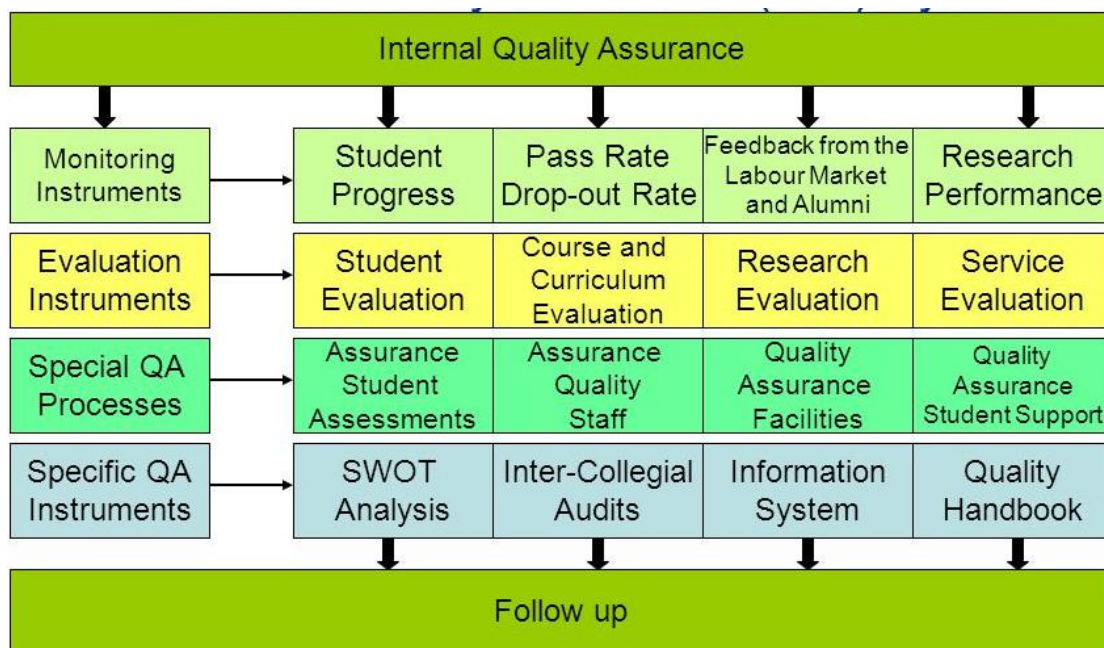 Internal Quality Assurance
Monitoring
Instruments
Student
Progress
Pass Rate
Drop-out Rate
Feedback from the
Labour Market
and Alumni
Research
Performance
Evaluation
Instruments
Student
Evaluation
Course and
Curriculum
Evaluation
Research
Evaluation
Service
Evaluation
Special QA
Processes
Assurance
Student
Assessments
Assurance
Quality
Staff
Quality
Assurance
Facilities
Quality
Assurance
Student Support
Specific QA
Instruments
SWOT
Analysis
Inter-Collegial
Audits
Information
System
Quality
Handbook
Follow up